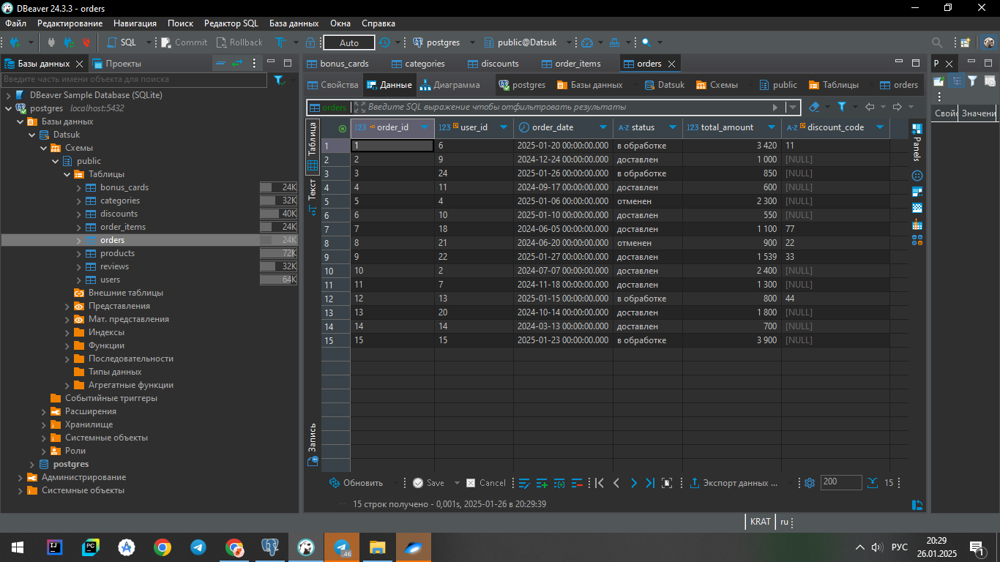 DBeaver 24.3.3 - orders
Файл Редактирование Навигация Поиск Редактор SQL База данных Окна Справка
SQL Commit Rollback Auto postgres public@Datsuk
Базы данных Проекты
Введите часть имени объекта для поиска
DBeaver Sample Database (SQLite)
postgres localhost:5432
Базы данных
Datsuk
Схемы
public
Таблицы
bonus_cards 24K
categories 32K
discounts 40K
order_items 24K
orders 24K
products 72K
reviews 32K
users 64K
Внешние таблицы
Представления
Мат. представления
Индексы
Функции
Последовательности
Типы данных
Агрегатные функции
Событийные триггеры
Расширения
Хранилище
Системные объекты
Роли
postgres
Администрирование
Системные объекты
bonus_cards categories discounts order_items orders
Свойства Данные Диаграмма postgres Базы данных Datsuk Схемы public Таблицы orders
orders Введите SQL выражение чтобы отфильтровать результаты
Таблица
Текст
Запись
123 order_id 123 user_id order_date A-Z status 123 total_amount A-Z discount_code
1 1 6 2025-01-20 00:00:00.000 в обработке 3 420 11
2 2 9 2024-12-24 00:00:00.000 доставлен 1 000 [NULL]
3 3 24 2025-01-26 00:00:00.000 в обработке 850 [NULL]
4 4 11 2024-09-17 00:00:00.000 доставлен 600 [NULL]
5 5 4 2025-01-06 00:00:00.000 отменен 2 300 [NULL]
6 6 10 2025-01-10 00:00:00.000 доставлен 550 [NULL]
7 7 18 2024-06-05 00:00:00.000 доставлен 1 100 77
8 8 21 2024-06-20 00:00:00.000 отменен 900 22
9 9 22 2025-01-27 00:00:00.000 доставлен 1 539 33
10 10 2 2024-07-07 00:00:00.000 доставлен 2 400 [NULL]
11 11 7 2024-11-18 00:00:00.000 доставлен 1 300 [NULL]
12 12 13 2025-01-15 00:00:00.000 в обработке 800 44
13 13 20 2024-10-14 00:00:00.000 доставлен 1 800 [NULL]
14 14 14 2024-03-13 00:00:00.000 доставлен 700 [NULL]
15 15 15 2025-01-23 00:00:00.000 в обработке 3 900 [NULL]
Panels
Обновить Save Cancel Экспорт данных ... 200 15
15 строк получено - 0,001s, 2025-01-26 в 20:29:39
P
Свой Значени
KRAT ru
PC ..46 РУС 20:29
26.01.2025
1